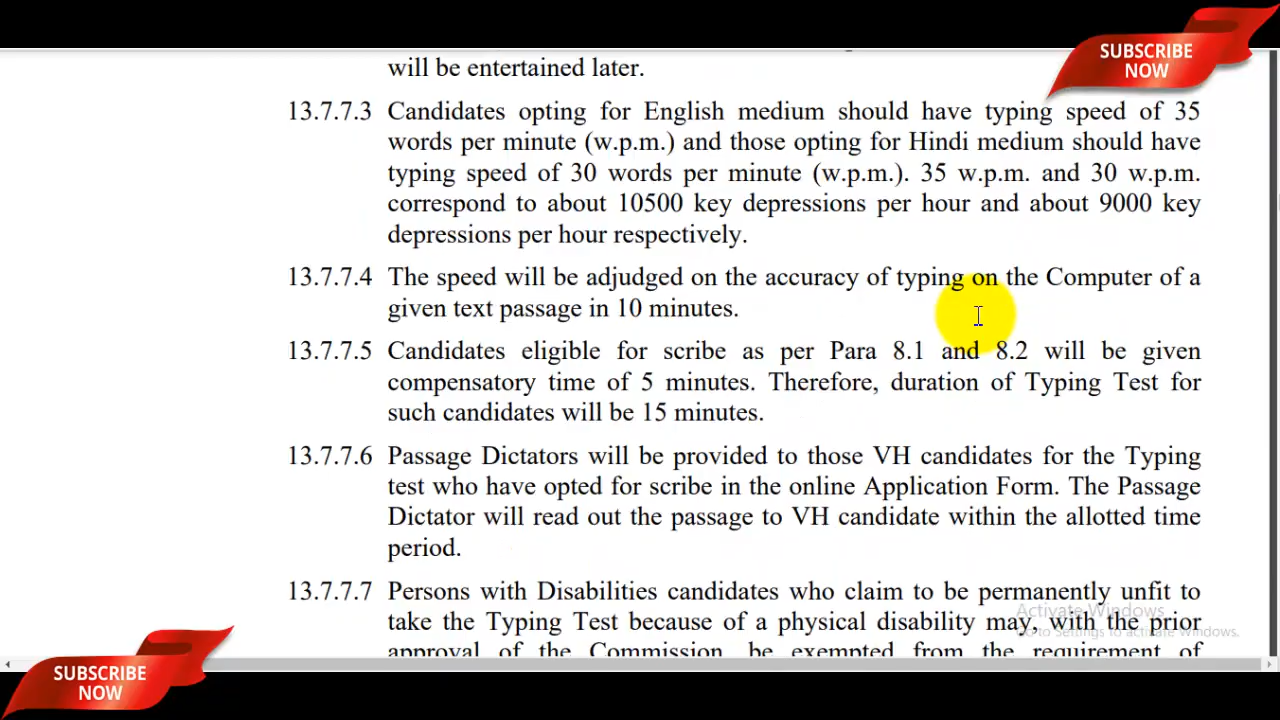 SUBSCRIBE
NOW
will be entertained later.
13.7.7.3 Candidates opting for English medium should have typing speed of 35
words per minute (w.p.m.) and those opting for Hindi medium should have
typing speed of 30 words per minute (w.p.m.). 35 w.p.m. and 30 w.p.m.
correspond to about 10500 key depressions per hour and about 9000 key
depressions per hour respectively.
13.7.7.4 The speed will be adjudged on the accuracy of typing on the Computer of a
given text passage in 10 minutes.
13.7.7.5 Candidates eligible for scribe as per Para 8.1 and 8.2 will be given
compensatory time of 5 minutes. Therefore, duration of Typing Test for
such candidates will be 15 minutes.
13.7.7.6 Passage Dictators will be provided to those VH candidates for the Typing
test who have opted for scribe in the online Application Form. The Passage
Dictator will read out the passage to VH candidate within the allotted time
period.
13.7.7.7 Persons with Disabilities candidates who claim to be permanently unfit to
take the Typing Test because of a physical disability may, with the prior
approval of the Commission, be exempted from the requirement of
Activate Windows
Go to Settings to activate Windows.
SUBSCRIBE
NOW